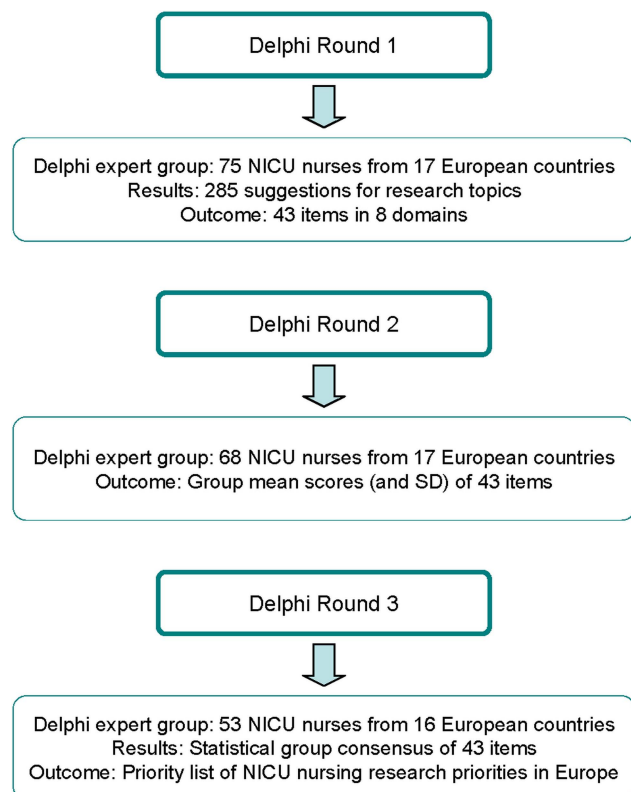 Delphi Round 1
Delphi expert group: 75 NICU nurses from 17 European countries
Results: 285 suggestions for research topics
Outcome: 43 items in 8 domains
Delphi Round 2
Delphi expert group: 68 NICU nurses from 17 European countries
Outcome: Group mean scores (and SD) of 43 items
Delphi Round 3
Delphi expert group: 53 NICU nurses from 16 European countries
Results: Statistical group consensus of 43 items
Outcome: Priority list of NICU nursing research priorities in Europe